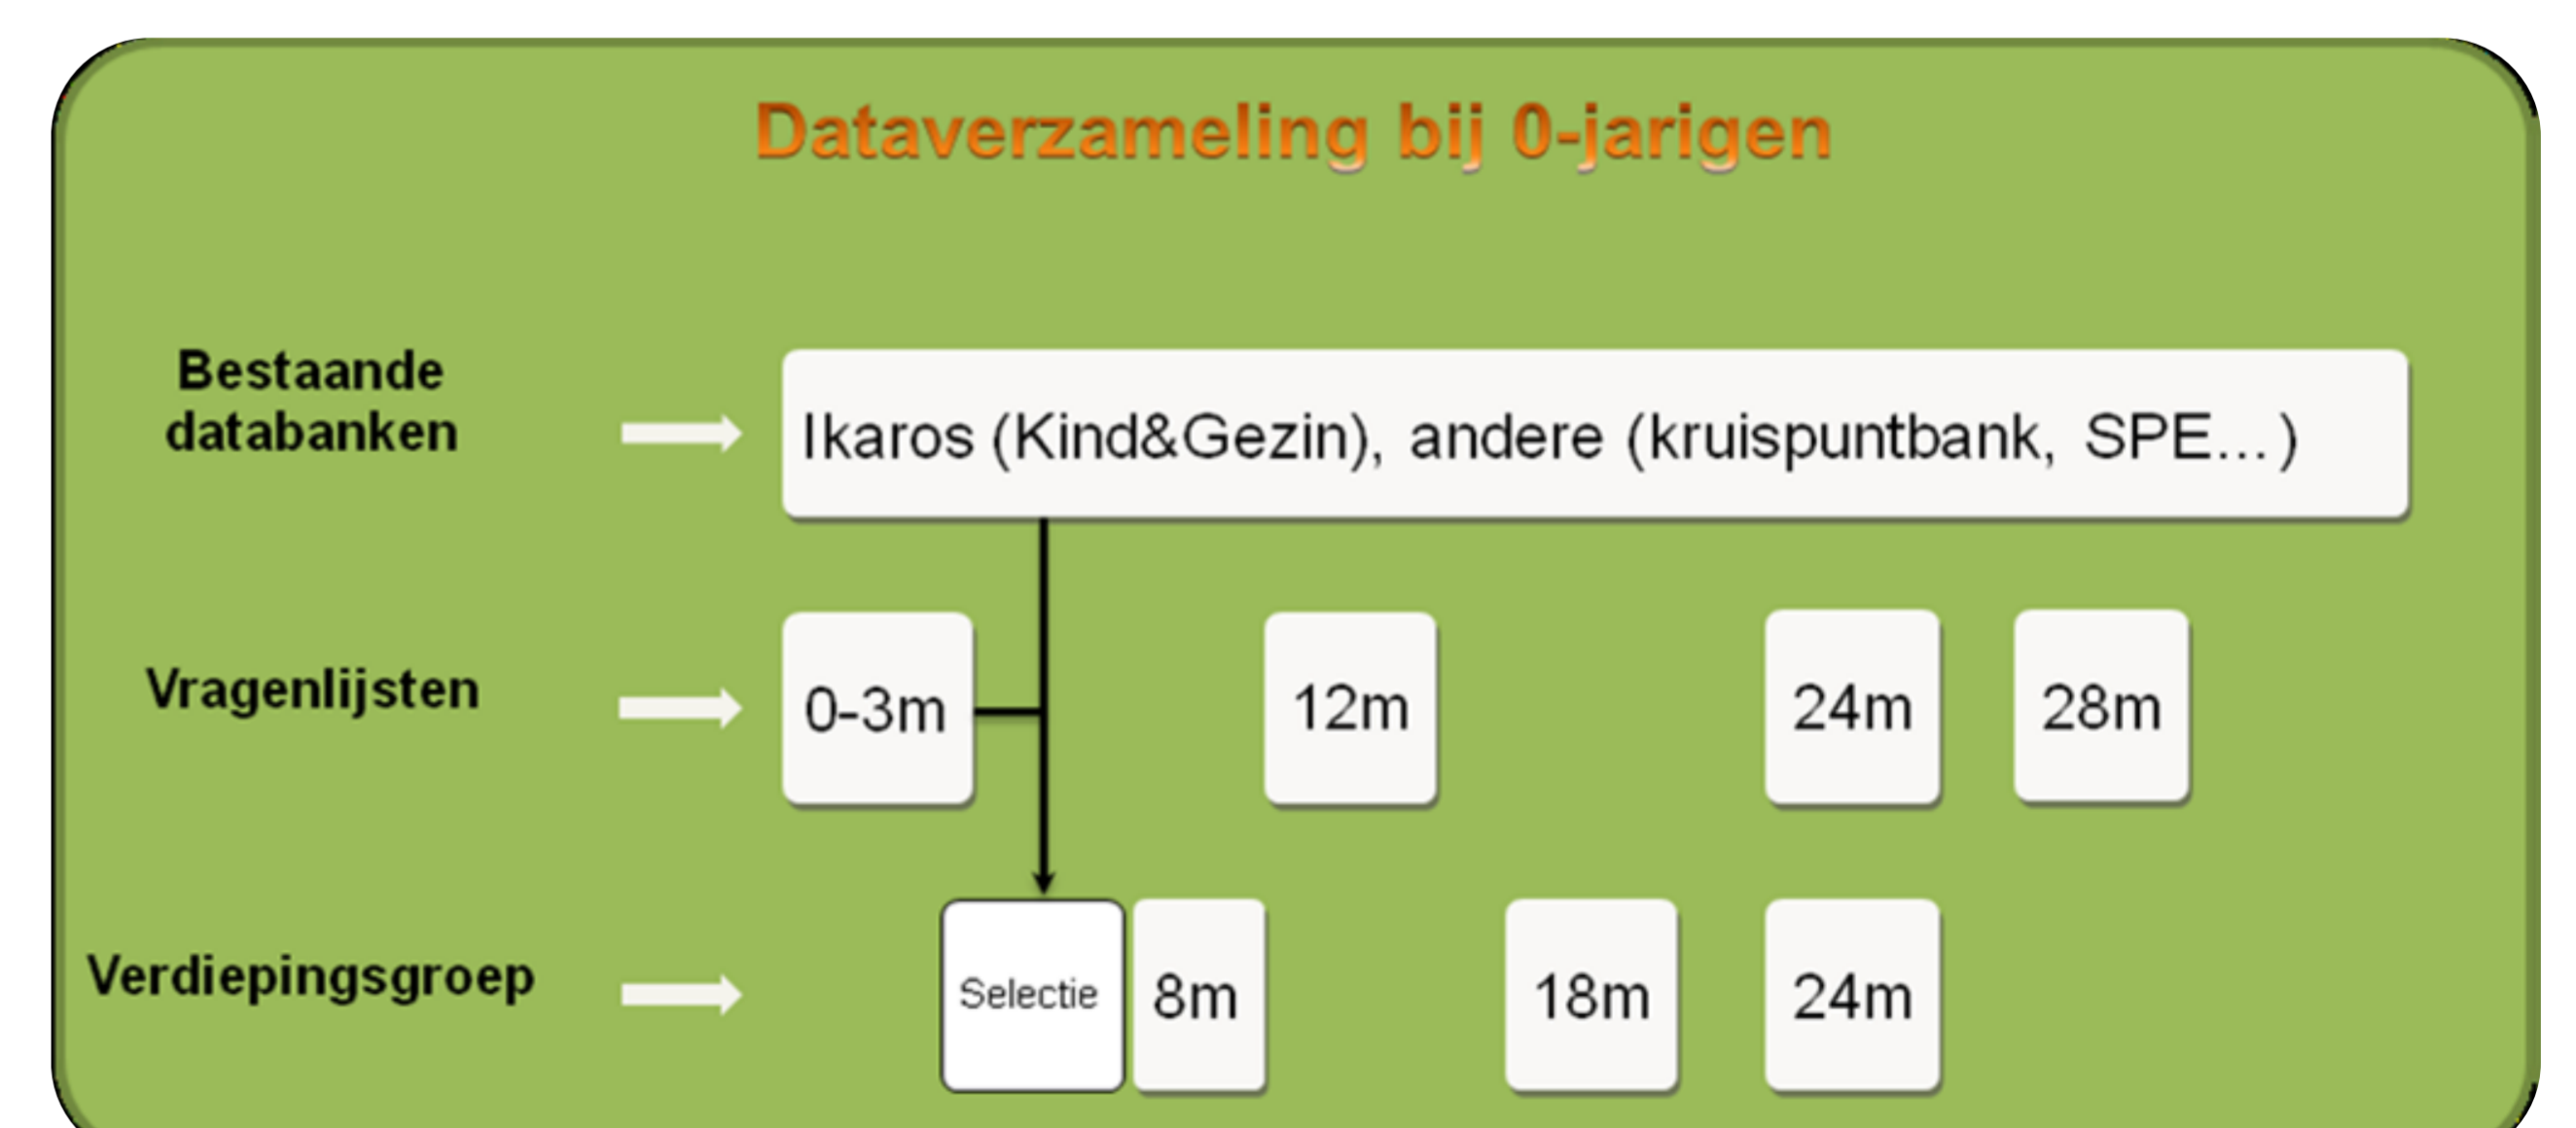 Dataverzameling bij 0-jarigen
Bestaande
databanken
Ikaros (Kind&Gezin), andere (kruispuntbank, SPE...)
Vragenlijsten
0-3m
12m
24m
28m
Verdiepingsgroep
Selectie
8m
18m
24m